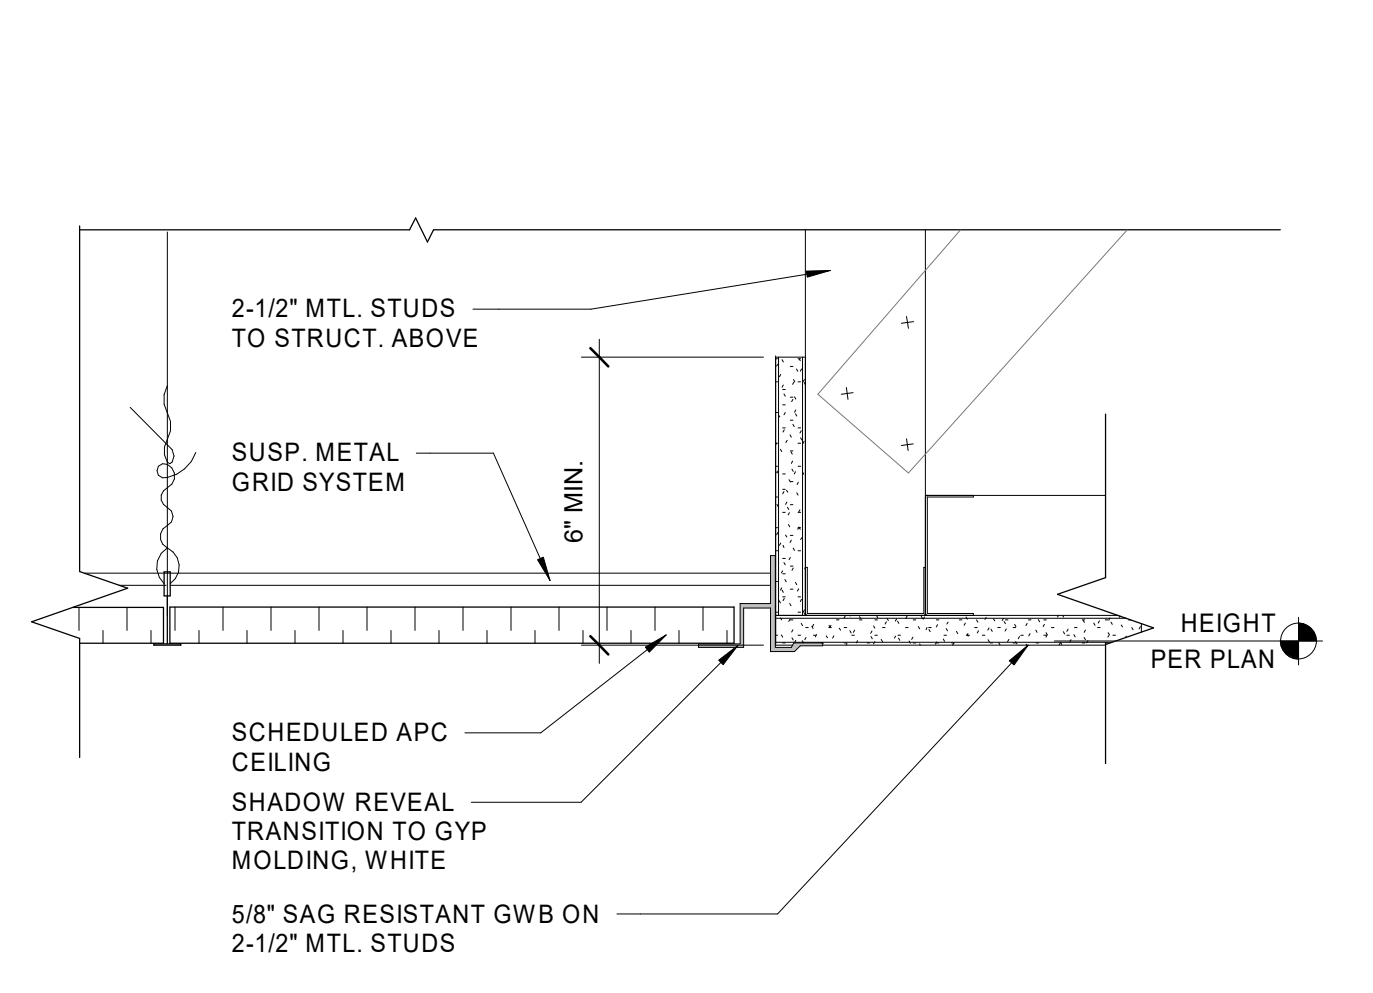 2-1/2" MTL. STUDS
TO STRUCT. ABOVE
SUSP. METAL
GRID SYSTEM
6" MIN.
HEIGHT
PER PLAN
SCHEDULED APC
CEILING
SHADOW REVEAL
TRANSITION TO GYP
MOLDING, WHITE
5/8" SAG RESISTANT GWB ON
2-1/2" MTL. STUDS